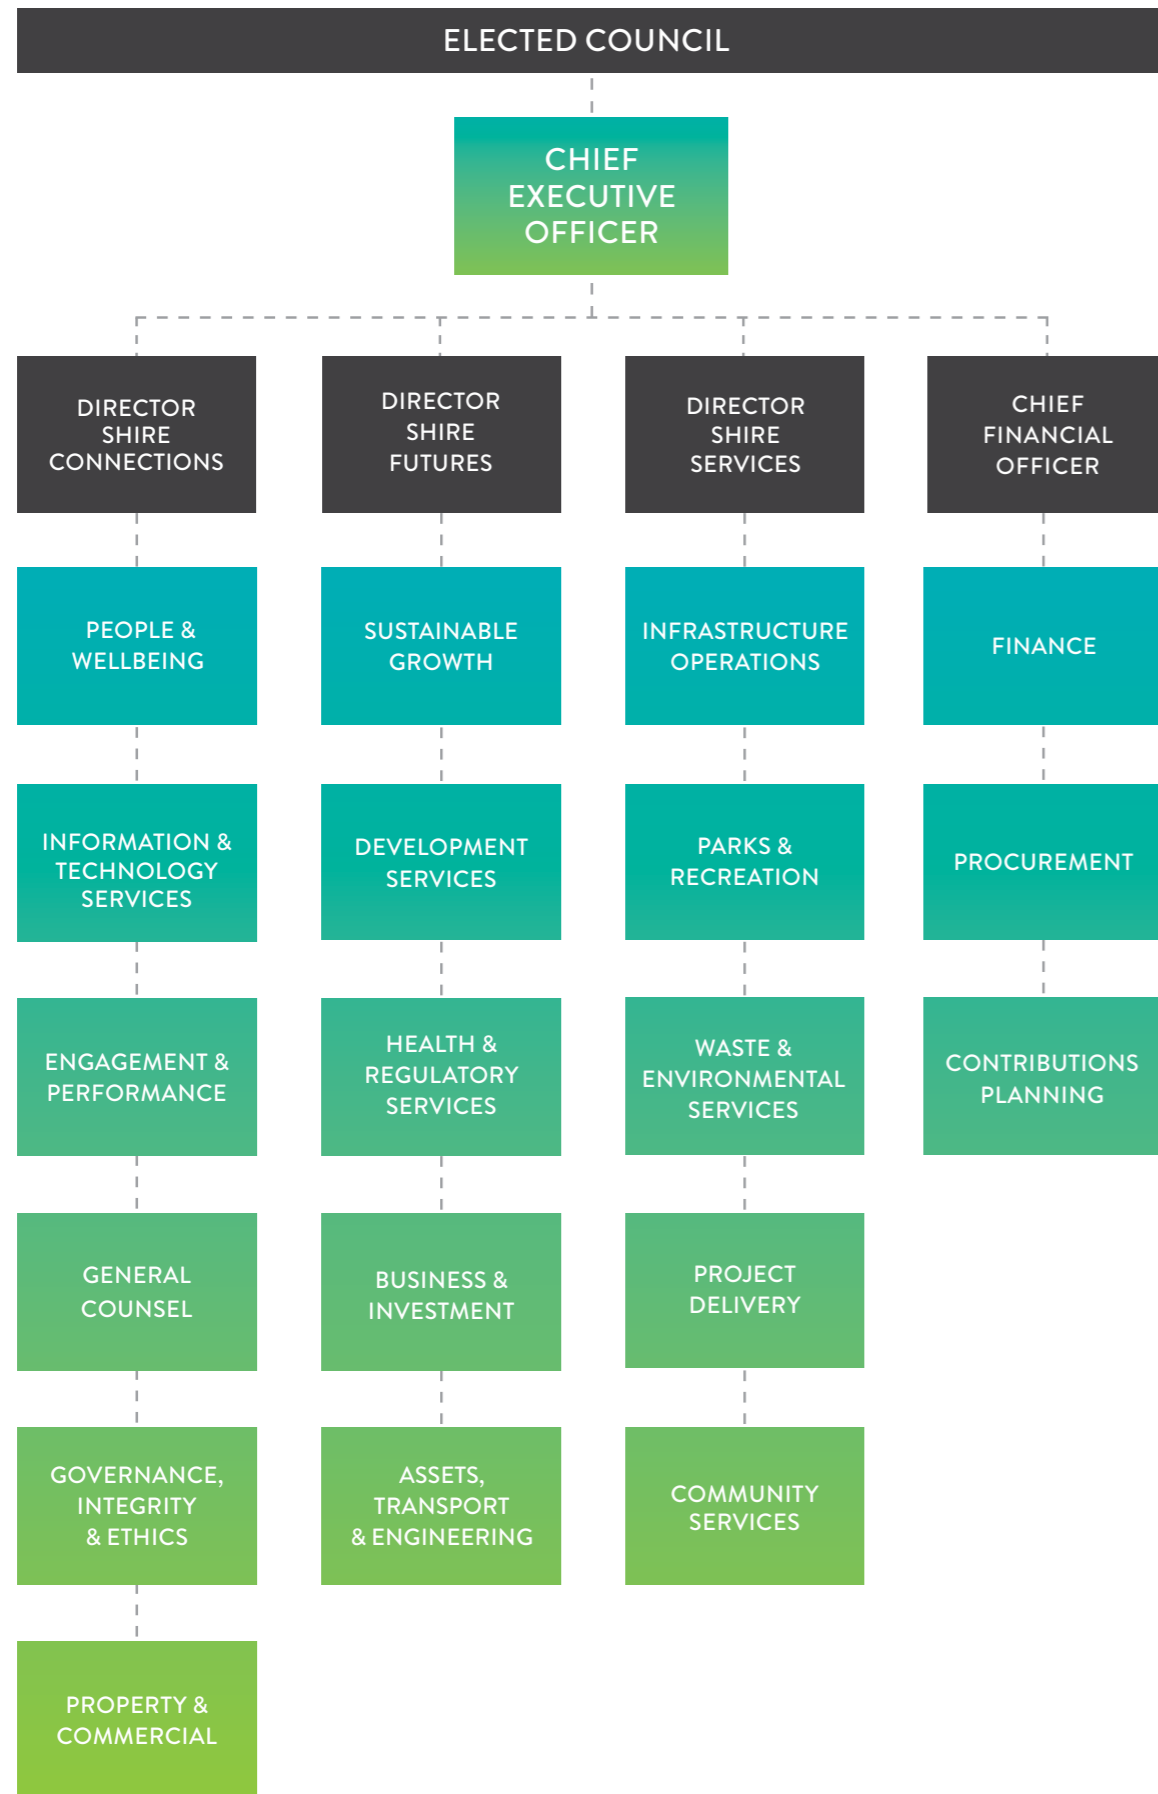 ELECTED COUNCIL
CHIEF
EXECUTIVE
OFFICER
DIRECTOR
SHIRE
CONNECTIONS
DIRECTOR
SHIRE
FUTURES
DIRECTOR
SHIRE
SERVICES
CHIEF
FINANCIAL
OFFICER
PEOPLE &
WELLBEING
SUSTAINABLE
GROWTH
INFRASTRUCTURE
OPERATIONS
FINANCE
INFORMATION &
TECHNOLOGY
SERVICES
DEVELOPMENT
SERVICES
PARKS &
RECREATION
PROCUREMENT
ENGAGEMENT &
PERFORMANCE
HEALTH &
REGULATORY
SERVICES
WASTE &
ENVIRONMENTAL
SERVICES
CONTRIBUTIONS
PLANNING
GENERAL
COUNSEL
BUSINESS &
INVESTMENT
PROJECT
DELIVERY
GOVERNANCE,
INTEGRITY
& ETHICS
ASSETS,
TRANSPORT
& ENGINEERING
COMMUNITY
SERVICES
PROPERTY &
COMMERCIAL